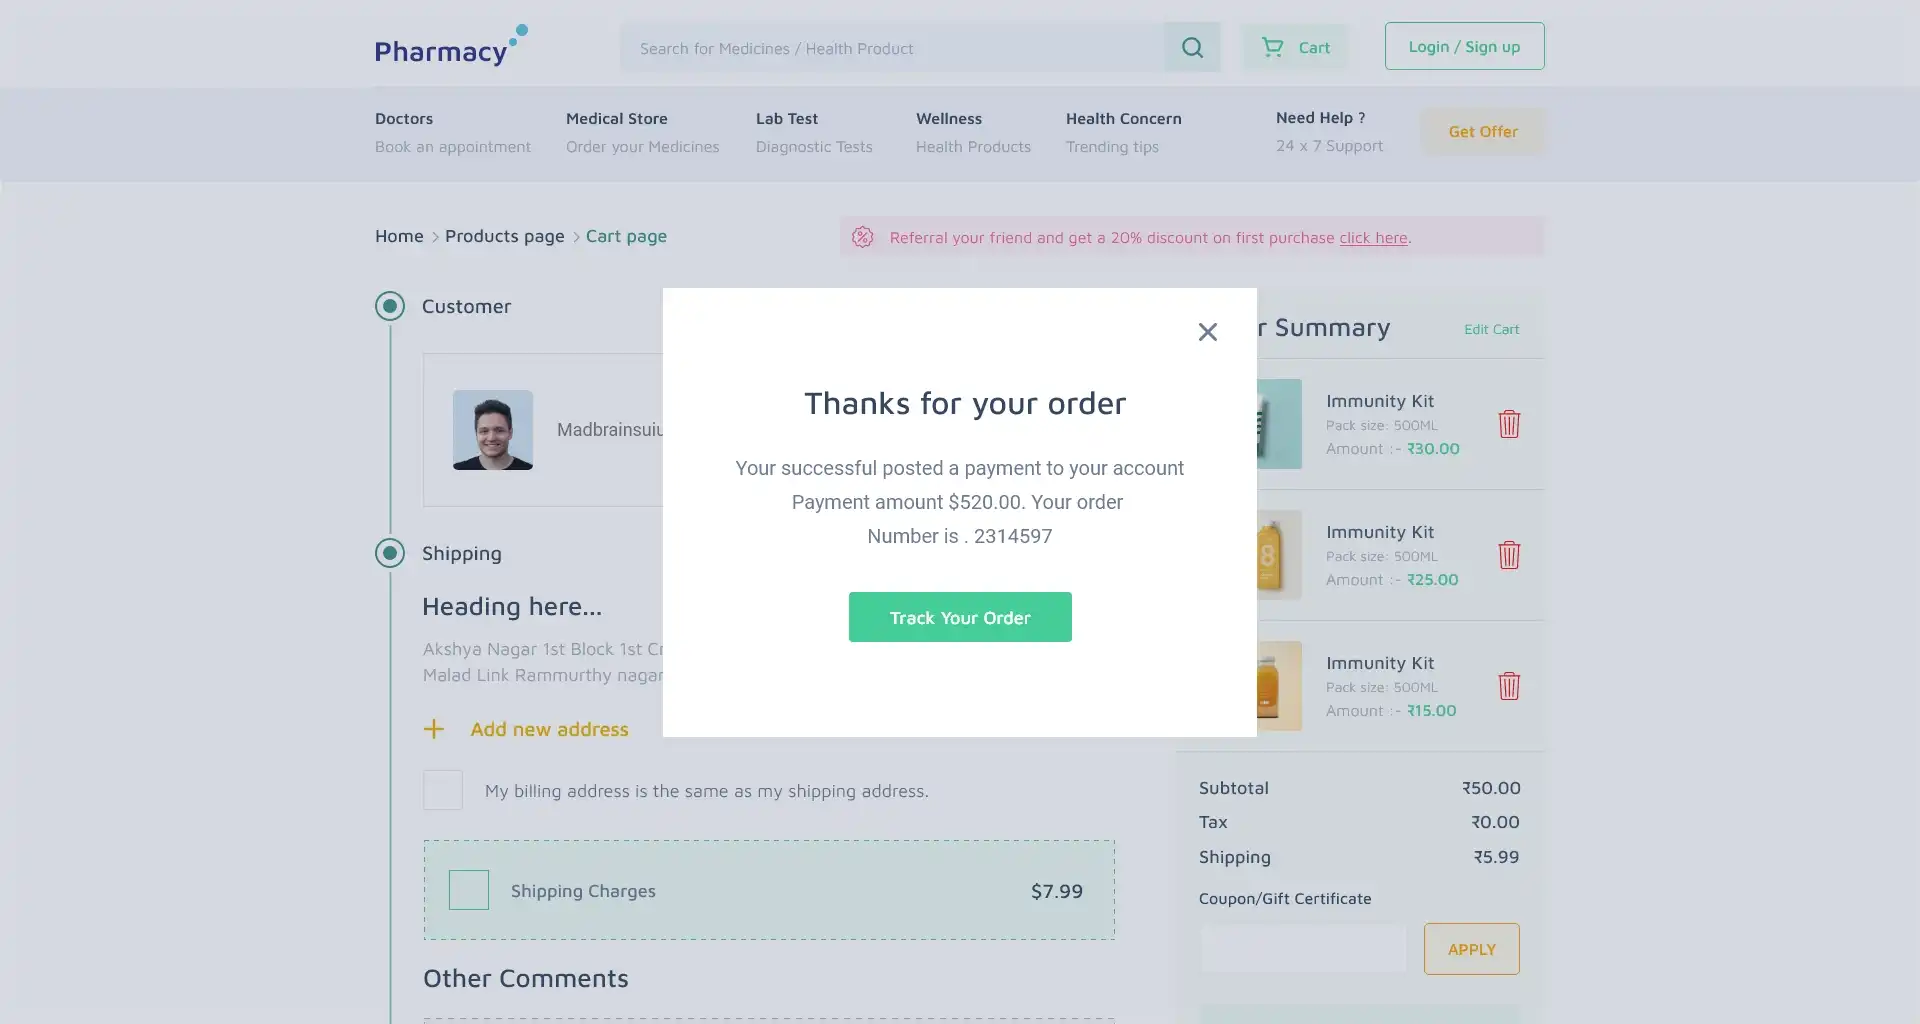 Pharmacy
Search for Medicines / Health Product
Cart
Login / Sign up
Doctors
Book an appointment
Medical Store
Order your Medicines
Lab Test
Diagnostic Tests
Wellness
Health Products
Health Concern
Trending tips
Need Help ?
24 x 7 Support
Get Offer
Home > Products page > Cart page
Referral your friend and get a 20% discount on first purchase click here.
Customer
Madbrainsuiu
Shipping
Heading here...
Akshya Nagar 1st Block 1st
Malad Link Rammurthy nagar
Add new address
My billing address is the same as my shipping address.
Shipping Charges
$7.99
Other Comments
Thanks for your order
Your successful posted a payment to your account
Payment amount $520.00. Your order
Number is . 2314597
Track Your Order
r Summary
Edit Cart
Immunity Kit
Pack size: 500ML
Amount :- ₹30.00
Immunity Kit
Pack size: 500ML
Amount :- ₹25.00
8
Immunity Kit
Pack size: 500ML
Amount :- ₹15.00
Subtotal ₹50.00
Tax ₹0.00
Shipping ₹5.99
Coupon/Gift Certificate
APPLY